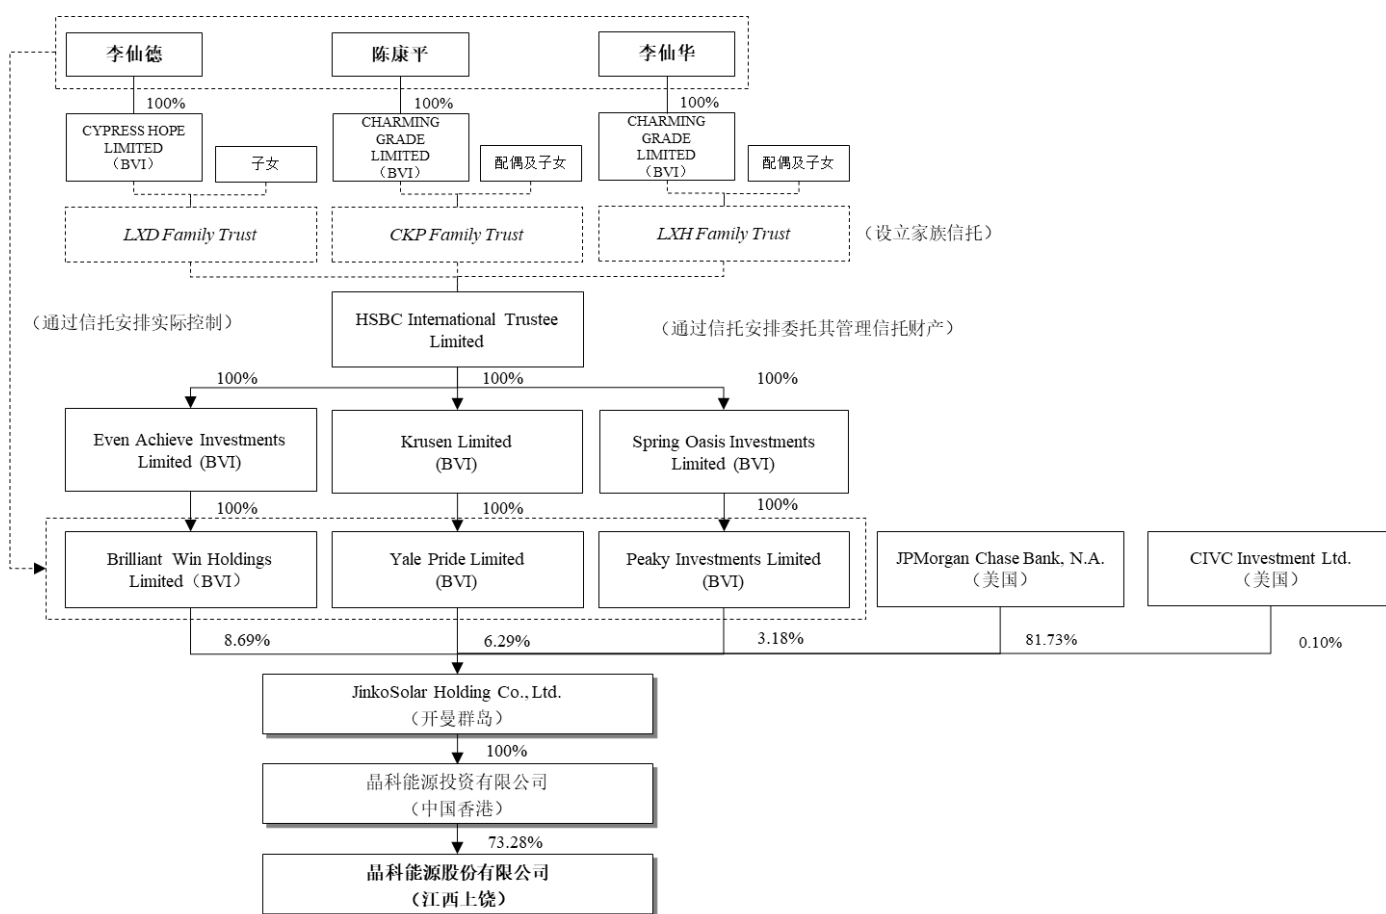 李仙德
陈康平
李仙华
100%
100%
100%
CYPRESS HOPE
LIMITED
（BVI）
子女
CHARMING
GRADE
LIMITED
（BVI）
配偶及子女
CHARMING
GRADE
LIMITED
（BVI）
配偶及子女
LXD Family Trust
CKP Family Trust
LXH Family Trust
（设立家族信托）
（通过信托安排实际控制）
HSBC International Trustee
Limited
（通过信托安排委托其管理信托财产）
100%
100%
100%
Even Achieve Investments
Limited (BVI)
Krusen Limited
(BVI)
Spring Oasis Investments
Limited (BVI)
100%
100%
100%
Brilliant Win Holdings
Limited（BVI）
Yale Pride Limited
(BVI)
Peaky Investments Limited
(BVI)
JPMorgan Chase Bank, N.A.
（美国）
CIVC Investment Ltd.
（美国）
8.69%
6.29%
3.18%
81.73%
0.10%
JinkoSolar Holding Co., Ltd.
（开曼群岛）
100%
晶科能源投资有限公司
（中国香港）
73.28%
晶科能源股份有限公司
（江西上饶）